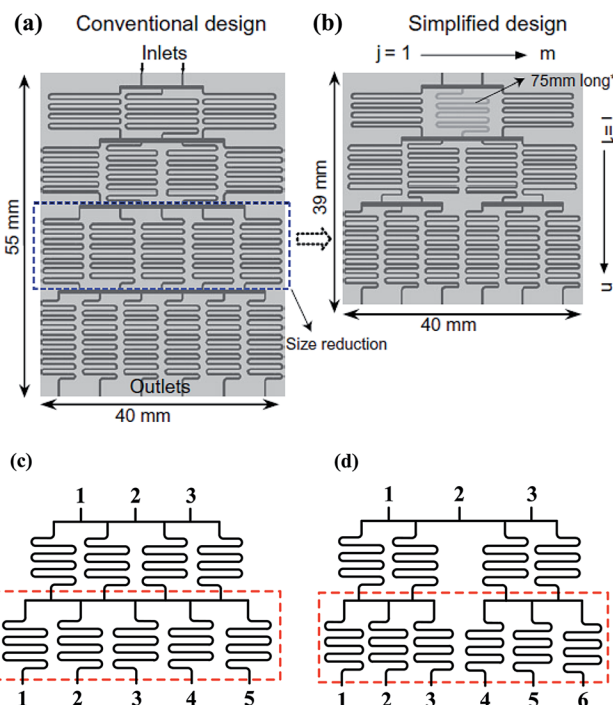 (a) Conventional design
Inlets
55 mm
Size reduction
Outlets
40 mm
(b) Simplified design
j = 1 m
75mm long*
i=1
n
39 mm
40 mm
(c)
1 2 3
1 2 3 4 5
(d)
1 2 3
1 2 3 4 5 6